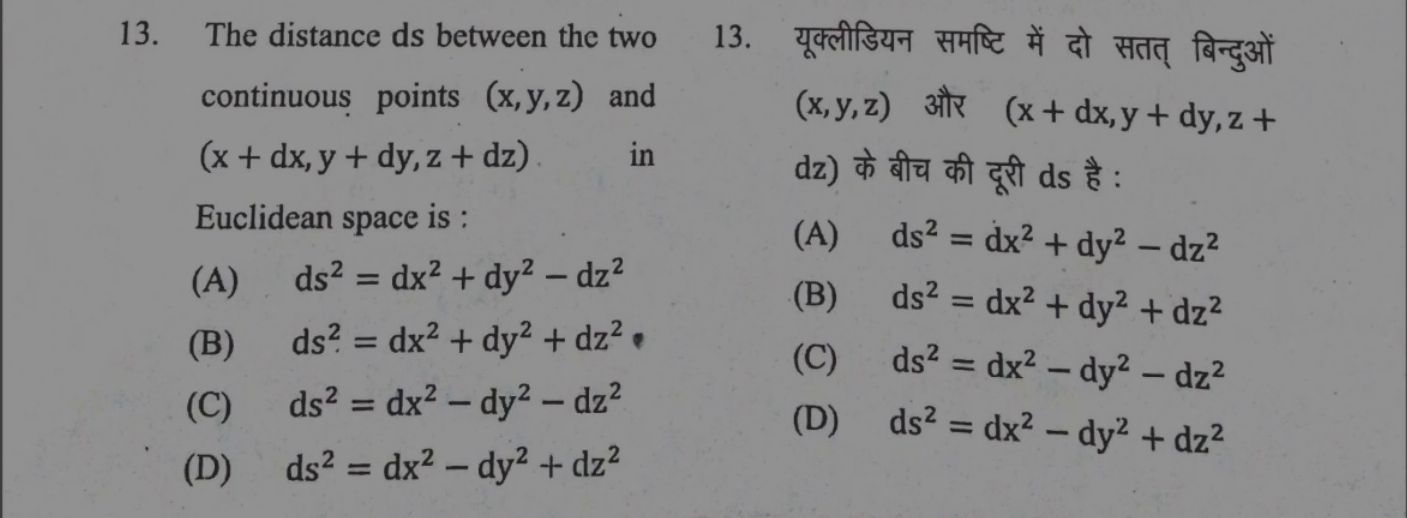 13. The distance ds between the two
continuous points (x, y, z) and
(x + dx, y + dy, z + dz) in
Euclidean space is :
(A) ds² = dx² + dy² − dz²
(B) ds² = dx² + dy² + dz²
(C) ds² = dx² − dy² − dz²
(D) ds² = dx² − dy² + dz²
13. यूक्लीडियन समष्टि में दो सतत् बिन्दुओं
(x, y, z) और (x + dx, y + dy, z +
dz) के बीच की दूरी ds है :
(A) ds² = dx² + dy² − dz²
(B) ds² = dx² + dy² + dz²
(C) ds² = dx² − dy² − dz²
(D) ds² = dx² − dy² + dz²